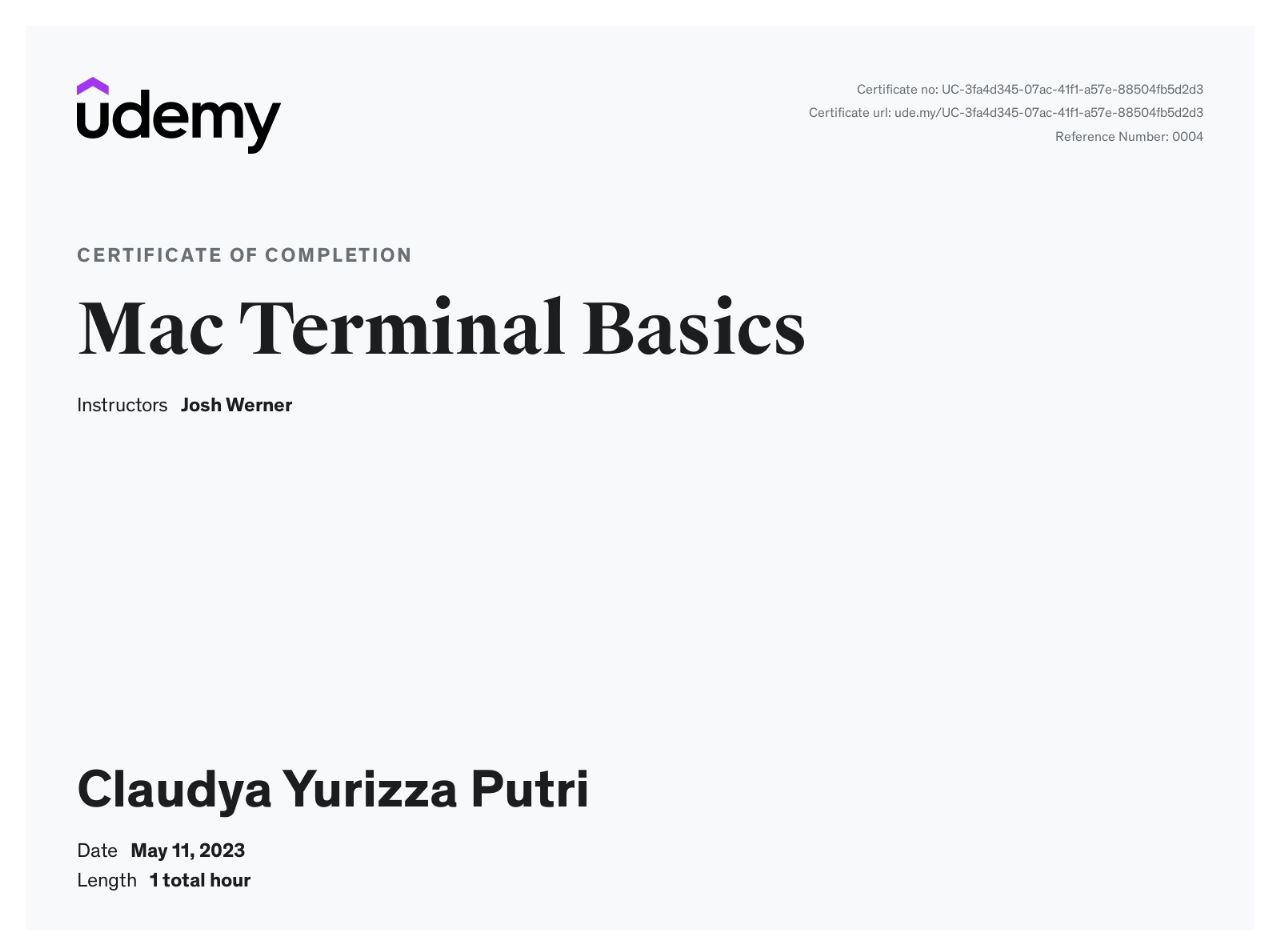 udemy
Certificate no: UC-3fa4d345-07ac-41f1-a57e-88504fb5d2d3
Certificate url: ude.my/UC-3fa4d345-07ac-41f1-a57e-88504fb5d2d3
Reference Number: 0004
CERTIFICATE OF COMPLETION
Mac Terminal Basics
Instructors Josh Werner
Claudya Yurizza Putri
Date May 11, 2023
Length 1 total hour